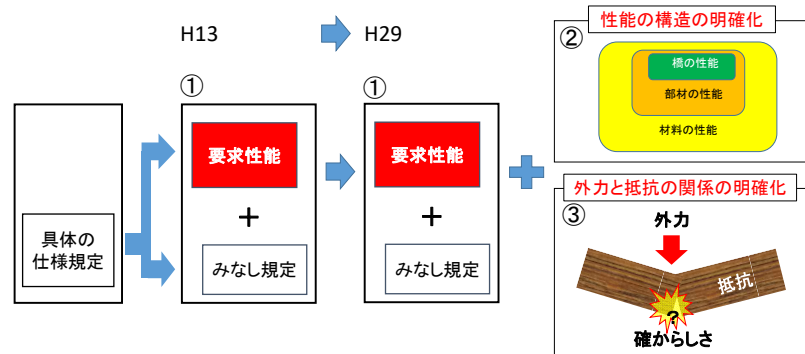 H13
H29
①
①
具体の
仕様規定
要求性能
+
みなし規定
要求性能
+
みなし規定
性能の構造の明確化
②
橋の性能
部材の性能
材料の性能
外力と抵抗の関係の明確化
③
外力
抵抗
?
確からしさ